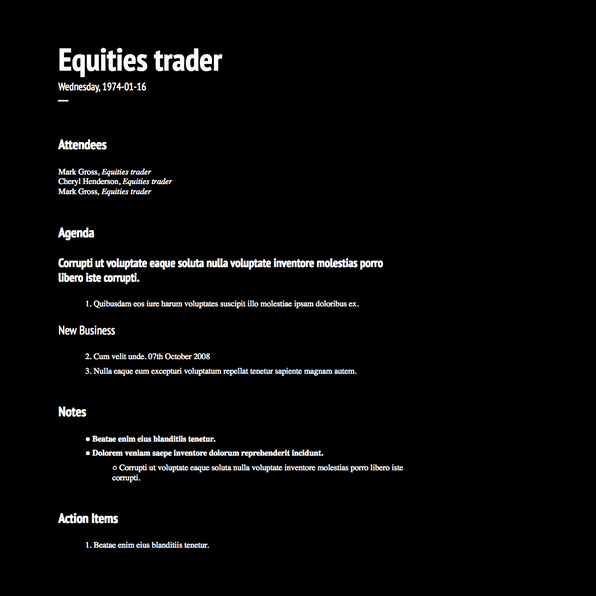 Equities trader
Wednesday, 1974-01-16
—
Attendees
Mark Gross, Equities trader
Cheryl Henderson, Equities trader
Mark Gross, Equities trader
Agenda
Corrupti ut voluptate eaque soluta nulla voluptate inventore molestias porro
libero iste corrupti.
1. Quibusdam eos iure harum voluptates suscipit illo molestiae ipsam doloribus ex.
New Business
2. Cum velit unde. 07th October 2008
3. Nulla eaque eum excepturi voluptatum repellat tenetur sapiente magnam autem.
Notes
● Beatae enim eius blanditiis tenetur.
● Dolorem veniam saepe inventore dolorum reprehenderit incidunt.
○ Corrupti ut voluptate eaque soluta nulla voluptate inventore molestias porro libero iste
corrupti.
Action Items
1. Beatae enim eius blanditiis tenetur.